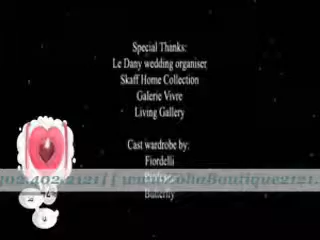 Special Thanks:
Le Dany wedding organiser
Skaff Home Collection
Galerie Vivre
Living Gallery
Cast wardrobe by:
Fiordelli
Butterfly